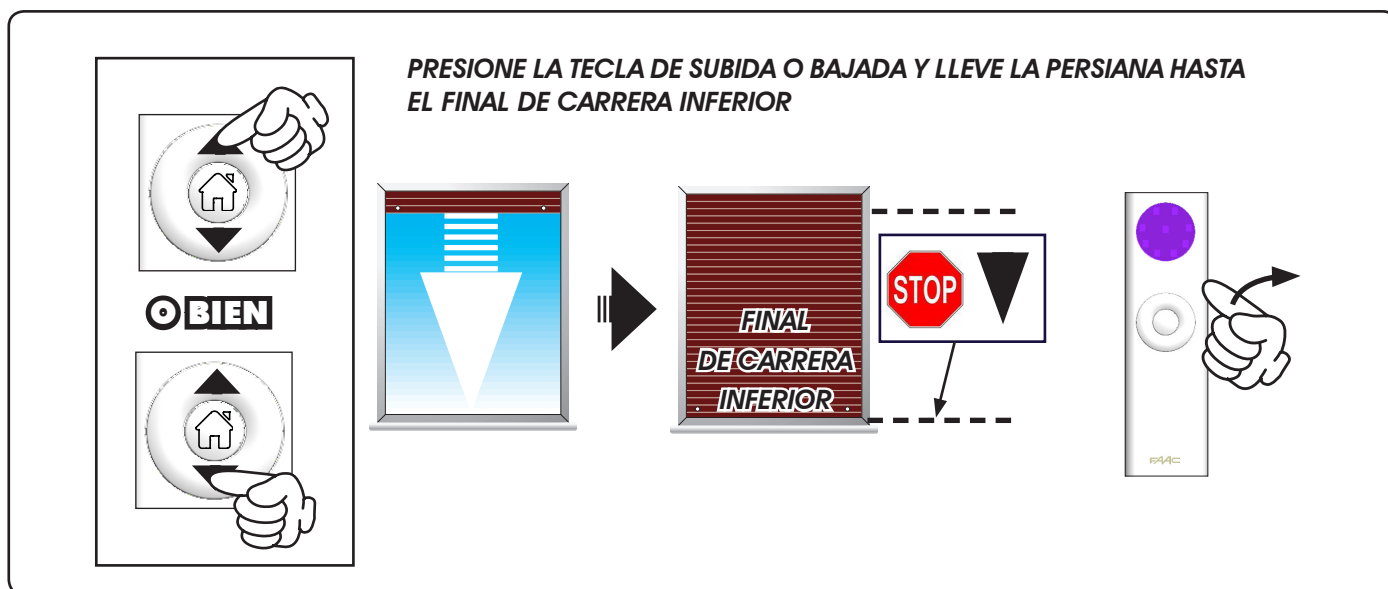 PRESIONE LA TECLA DE SUBIDA O BAJADA Y LLEVE LA PERSIANA HASTA
EL FINAL DE CARRERA INFERIOR
O BIEN
FINAL
DE CARRERA
INFERIOR
STOP
FAAC